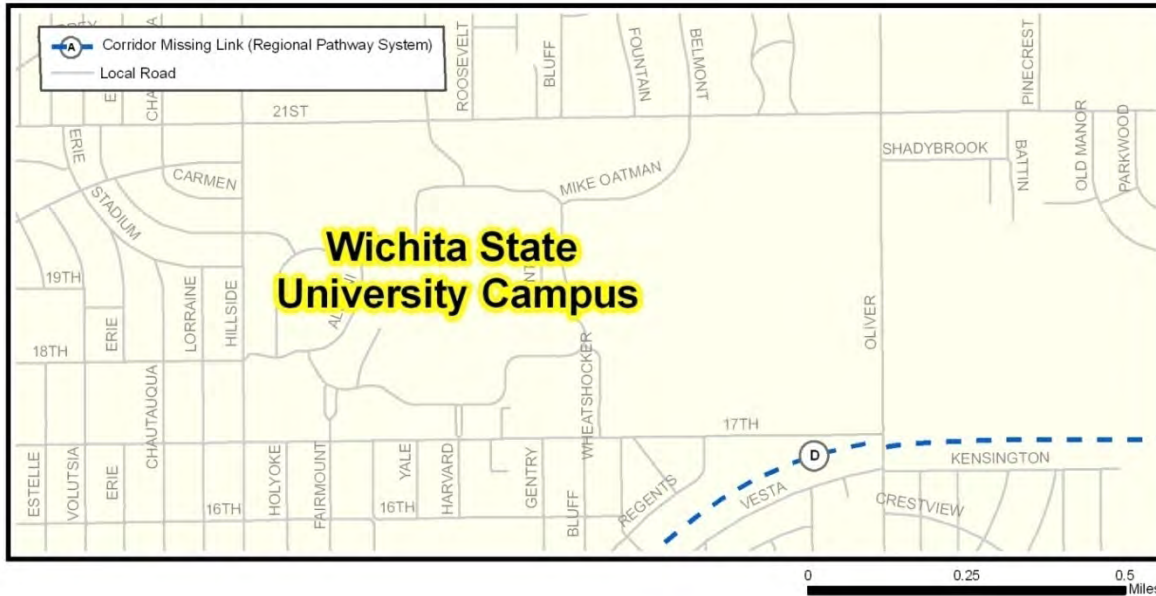 A
Corridor Missing Link (Regional Pathway System)
Local Road
ROOSEVELT
BLUFF
FOUNTAIN
BELMONT
PINECREST
21ST
ERIE
CARMEN
STADIUM
MIKE OATMAN
SHADYBROOK
BATTIN
OLD MANOR
PARKWOOD
Wichita State
University Campus
19TH
ERIE
LORRAINE
HILLSIDE
18TH
OLIVER
CHAUTAUQUA
WHEATSHOCKER
17TH
D
KENSINGTON
ESTELLE
VOLUTSIA
ERIE
16TH
HOLYOKE
FAIRMOUNT
YALE
16TH
HARVARD
GENTRY
BLUFF
REGENTS
VESTA
CRESTVIEW
0
0.25
0.5
Miles